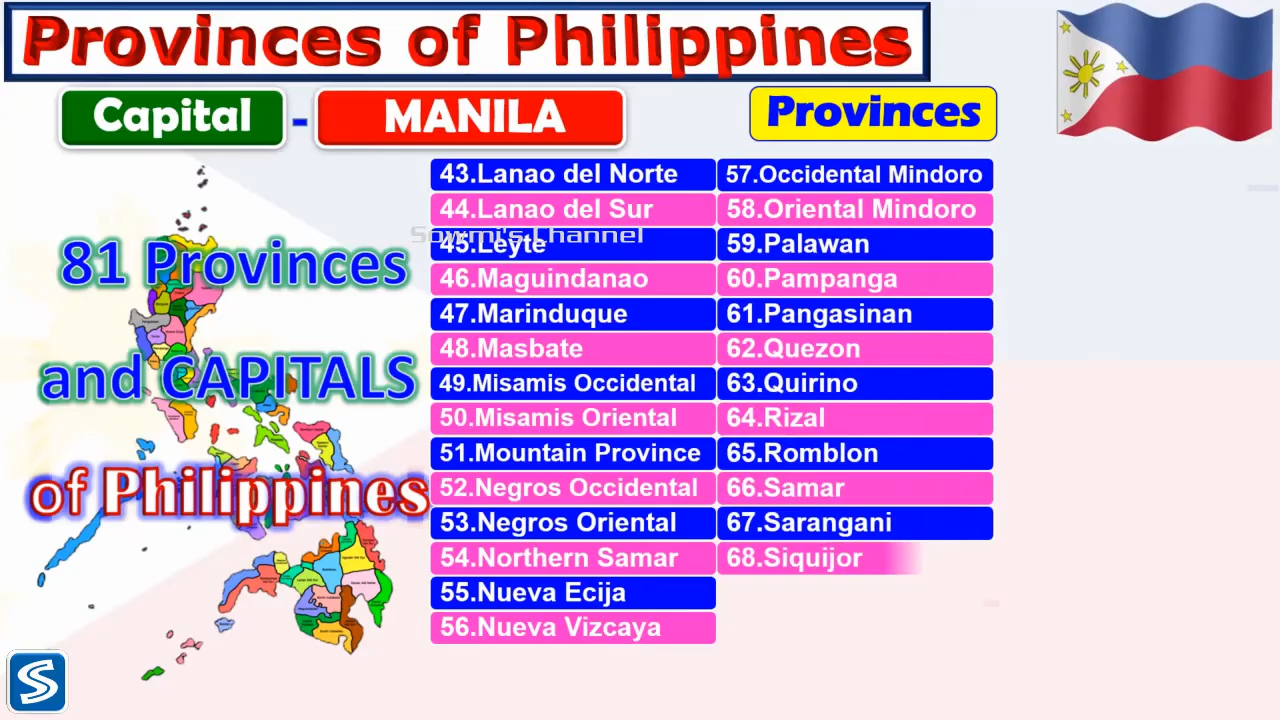 Provinces of Philippines
Capital - MANILA
Provinces
81 Provinces
and CAPITALS
of Philippines
Sowmi's Channel
43.Lanao del Norte
44.Lanao del Sur
45.Leyte
46.Maguindanao
47.Marinduque
48.Masbate
49.Misamis Occidental
50.Misamis Oriental
51.Mountain Province
52.Negros Occidental
53.Negros Oriental
54.Northern Samar
55.Nueva Ecija
56.Nueva Vizcaya
57.Occidental Mindoro
58.Oriental Mindoro
59.Palawan
60.Pampanga
61.Pangasinan
62.Quezon
63.Quirino
64.Rizal
65.Romblon
66.Samar
67.Sarangani
68.Siquijor
S